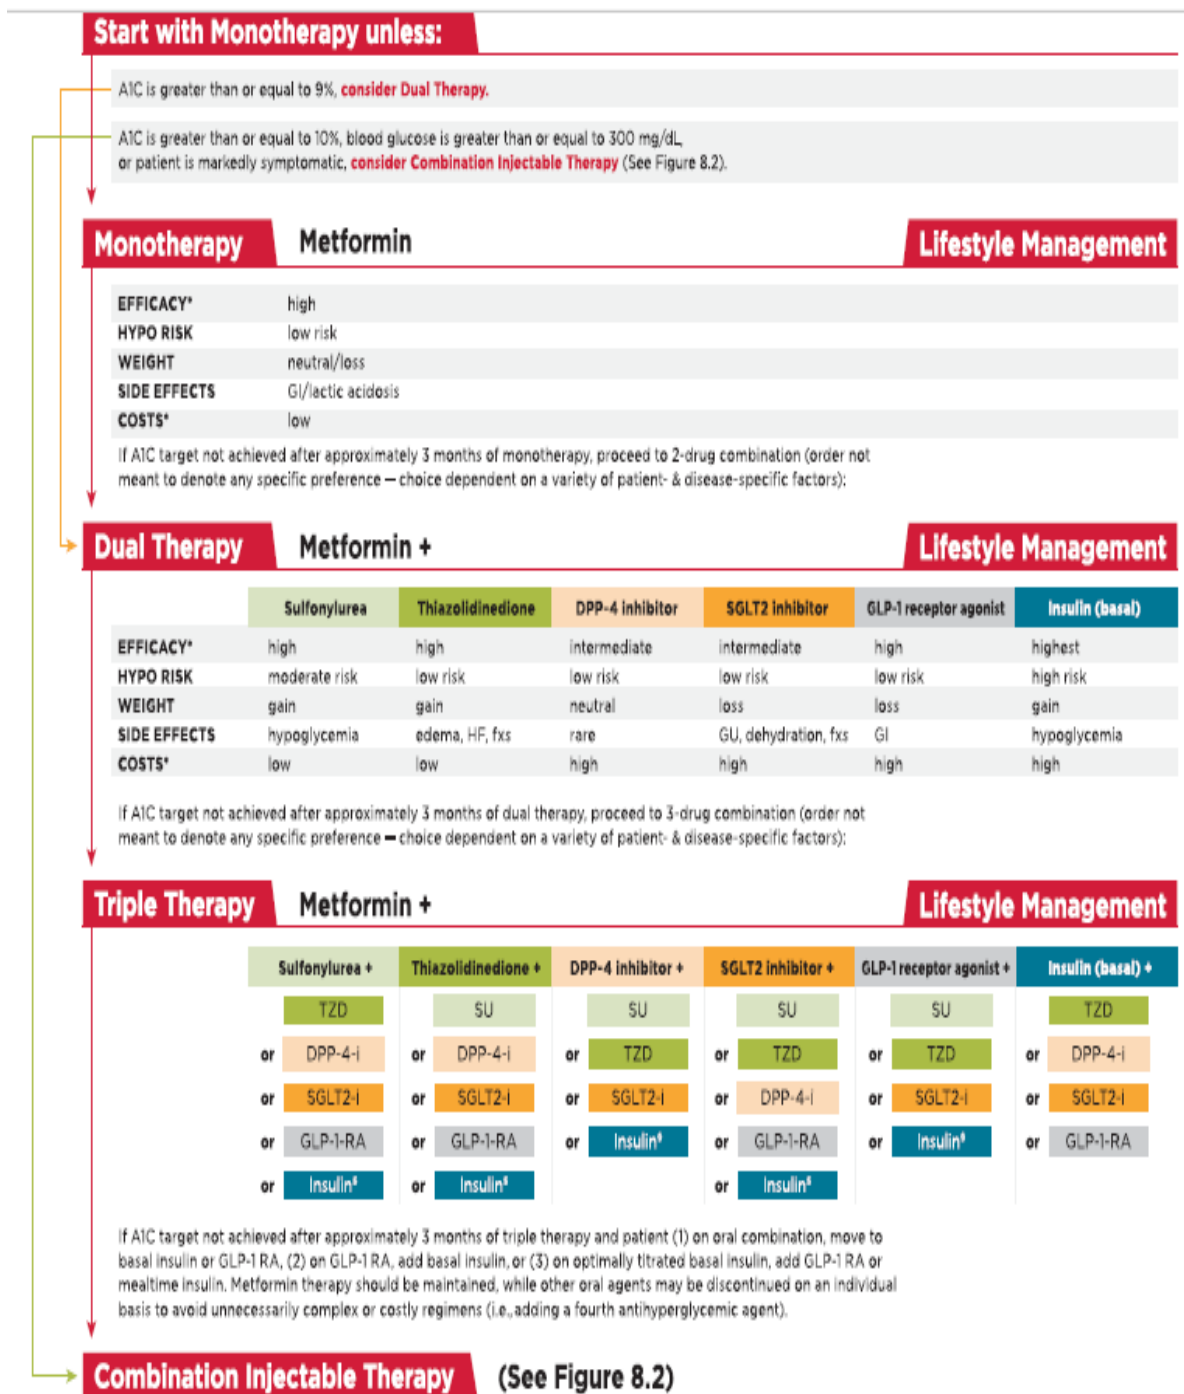 Start with Monotherapy unless:
A1C is greater than or equal to 9%, consider Dual Therapy.
A1C is greater than or equal to 10%, blood glucose is greater than or equal to 300 mg/dL,
or patient is markedly symptomatic, consider Combination Injectable Therapy (See Figure 8.2).
Monotherapy Metformin Lifestyle Management
EFFICACY* high
HYPO RISK low risk
WEIGHT neutral/loss
SIDE EFFECTS GI/lactic acidosis
COSTS* low
If A1C target not achieved after approximately 3 months of monotherapy, proceed to 2-drug combination (order not
meant to denote any specific preference — choice dependent on a variety of patient- & disease-specific factors):
Dual Therapy Metformin + Lifestyle Management
Sulfonylurea Thiazolidinedione DPP-4 inhibitor SGLT2 inhibitor GLP-1 receptor agonist Insulin (basal)
EFFICACY* high high intermediate intermediate high highest
HYPO RISK moderate risk low risk low risk low risk low risk high risk
WEIGHT gain gain neutral loss loss gain
SIDE EFFECTS hypoglycemia edema, HF, fxs rare GU, dehydration, fxs GI hypoglycemia
COSTS* low low high high high high
If A1C target not achieved after approximately 3 months of dual therapy, proceed to 3-drug combination (order not
meant to denote any specific preference — choice dependent on a variety of patient- & disease-specific factors):
Triple Therapy Metformin + Lifestyle Management
Sulfonylurea + Thiazolidinedione + DPP-4 inhibitor + SGLT2 inhibitor + GLP-1 receptor agonist + Insulin (basal) +
TZD SU SU SU SU TZD
or DPP-4-i or DPP-4-i or TZD or TZD or TZD or DPP-4-i
or SGLT2-i or SGLT2-i or SGLT2-i or DPP-4-i or SGLT2-i or SGLT2-i
or GLP-1-RA or GLP-1-RA or Insulin§ or GLP-1-RA or Insulin§ or GLP-1-RA
or Insulin§ or Insulin§ or Insulin§
If A1C target not achieved after approximately 3 months of triple therapy and patient (1) on oral combination, move to
basal insulin or GLP-1 RA, (2) on GLP-1 RA, add basal insulin, or (3) on optimally titrated basal insulin, add GLP-1 RA or
mealtime insulin. Metformin therapy should be maintained, while other oral agents may be discontinued on an individual
basis to avoid unnecessarily complex or costly regimens (i.e., adding a fourth antihyperglycemic agent).
Combination Injectable Therapy (See Figure 8.2)